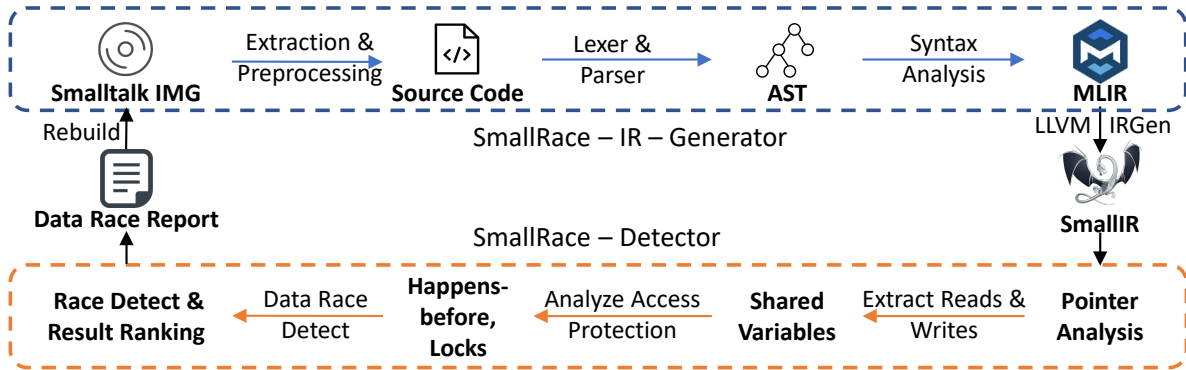 Extraction &
Preprocessing
Lexer &
Parser
Syntax
Analysis
</>
Smalltalk IMG
Source Code
AST
MLIR
Rebuild
SmallRace – IR – Generator
LLVM IRGen
Data Race Report
SmallRace – Detector
SmallIR
Race Detect &
Result Ranking
Data Race
Detect
Happens-
before,
Locks
Analyze Access
Protection
Shared
Variables
Extract Reads &
Writes
Pointer
Analysis